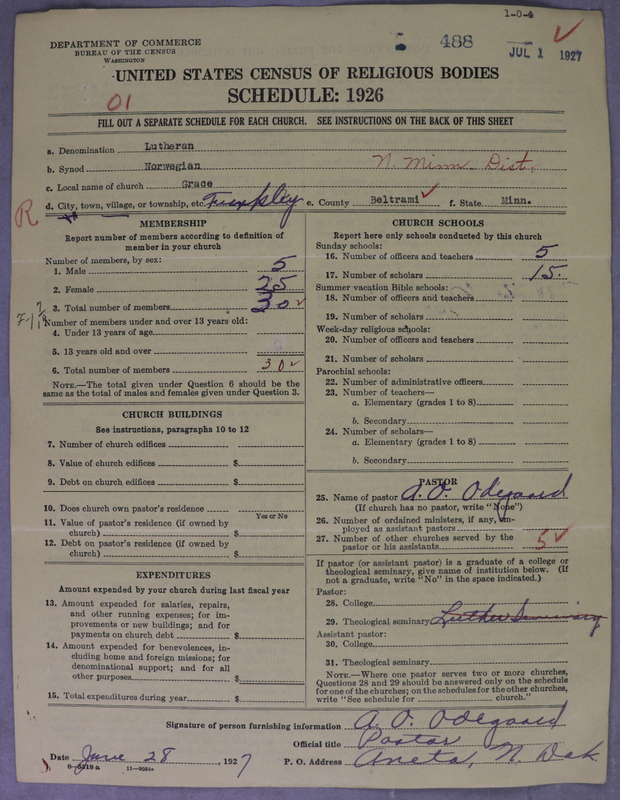 1-0-4
DEPARTMENT OF COMMERCE
BUREAU OF THE CENSUS
WASHINGTON
488
JUL 1 1927
UNITED STATES CENSUS OF RELIGIOUS BODIES
SCHEDULE: 1926
01
FILL OUT A SEPARATE SCHEDULE FOR EACH CHURCH. SEE INSTRUCTIONS ON THE BACK OF THIS SHEET
a. Denomination Lutheran
b. Synod Norwegian N. Minn Dist.
c. Local name of church Grace
d. City, town, village, or township, etc. e. County Beltrami f. State Minn.
R
MEMBERSHIP
Report number of members according to definition of
member in your church
Number of members, by sex:
1. Male 5
2. Female 25
3. Total number of members 30
Number of members under and over 13 years old:
4. Under 13 years of age
5. 13 years old and over
6. Total number of members 30
NOTE.—The total given under Question 6 should be
same as the total of males and females given under Question 3.
CHURCH BUILDINGS
See instructions, paragraphs 10 to 12
7. Number of church edifices
8. Value of church edifices $
9. Debt on church edifices $
10. Does church own pastor's residence
Yes or No
11. Value of pastor's residence (if owned by
church) $
12. Debt on pastor's residence (if owned by
church) $
EXPENDITURES
Amount expended by your church during last fiscal year
13. Amount expended for salaries, repairs,
and other running expenses; for im-
provements or new buildings; and for
payments on church debt $
14. Amount expended for benevolences, in-
cluding home and foreign missions; for
denominational support; and for all
other purposes $
15. Total expenditures during year $
CHURCH SCHOOLS
Report here only schools conducted by this church
Sunday schools:
16. Number of officers and teachers 5
17. Number of scholars 15.
Summer vacation Bible schools:
18. Number of officers and teachers
19. Number of scholars
Week-day religious schools:
20. Number of officers and teachers
21. Number of scholars
Parochial schools:
22. Number of administrative officers
23. Number of teachers—
a. Elementary (grades 1 to 8)
b. Secondary
24. Number of scholars—
a. Elementary (grades 1 to 8)
b. Secondary
PASTOR
25. Name of pastor A. O. Odegaard
(If church has no pastor, write "None")
26. Number of ordained ministers, if any, em-
ployed as assistant pastors
27. Number of other churches served by the
pastor or his assistants 5
If pastor (or assistant pastor) is a graduate of a college or
theological seminary, give name of institution below. (If
not a graduate, write "No" in the space indicated.)
Pastor:
28. College
29. Theological seminary Luther Seminary
Assistant pastor:
30. College
31. Theological seminary
NOTE.—Where one pastor serves two or more churches,
Questions 28 and 29 should be answered only on the schedule
for one of the churches; on the schedules for the other churches,
write "See schedule for church."
Signature of person furnishing information A. O. Odegaard
Official title Pastor
Date June 28, 1927 P. O. Address Aneta, N. Dak
8—5518a 11—9051a